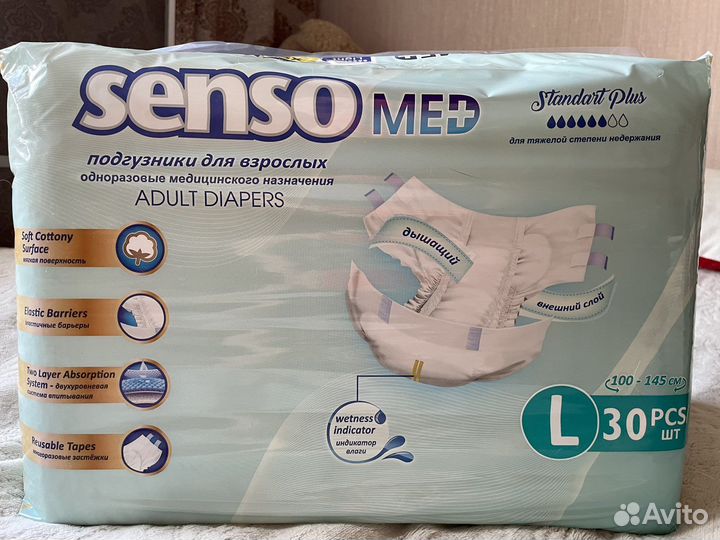 senso MED
Standart Plus
для тяжелой степени недержания
подгузники для взрослых
одноразовые медицинского назначения
ADULT DIAPERS
Soft Cottony
Surface
мягкая поверхность
Elastic Barriers
эластичные барьеры
Two Layer Absorption
System - двухуровневая
система впитывания
Reusable Tapes
многоразовые застёжки
дышащий
внешний слой
wetness
indicator
индикатор
влаги
100 - 145 см
L 30 PCS
ШТ
Avito